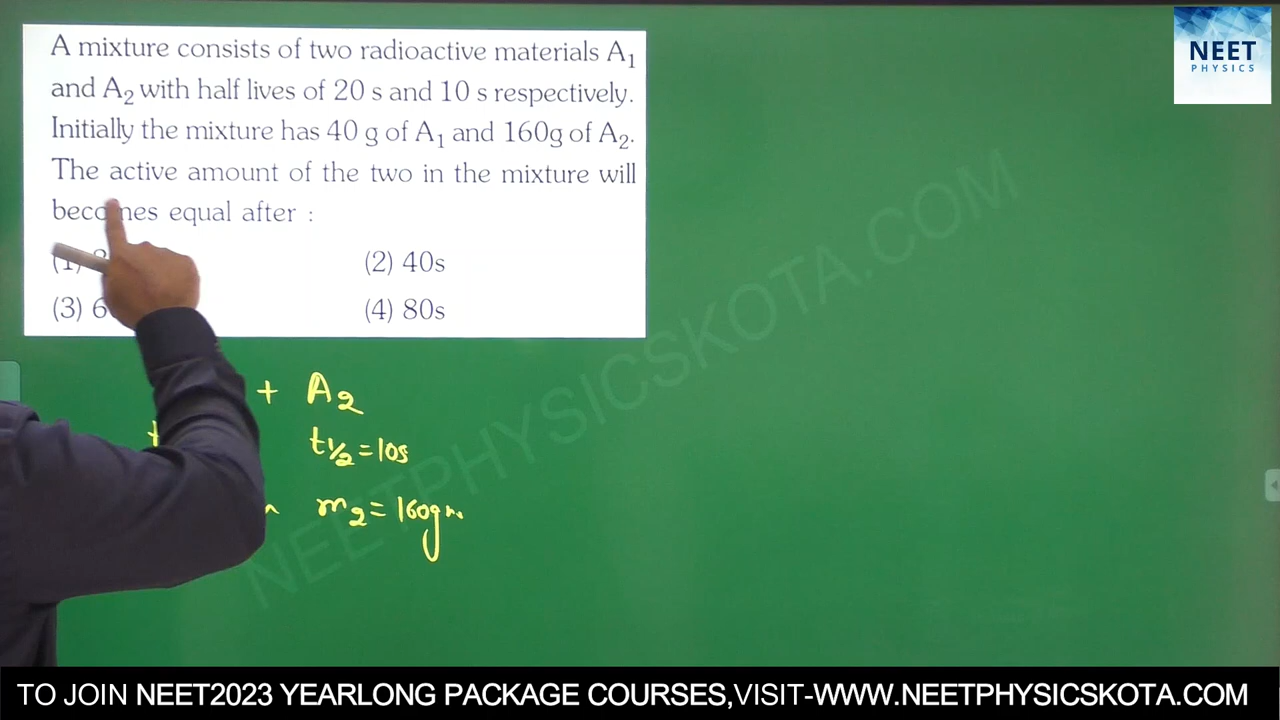 A mixture consists of two radioactive materials A₁
and A₂ with half lives of 20 s and 10 s respectively.
Initially the mixture has 40 g of A₁ and 160g of A₂.
The active amount of the two in the mixture will
becomes equal after :
(1)
(2) 40s
(3) 6
(4) 80s
+ A₂
t½ = 10s
m₂ = 160gm
NEET
PHYSICS
NEETPHYSICSKOTA.COM
TO JOIN NEET2023 YEARLONG PACKAGE COURSES,VISIT-WWW.NEETPHYSICSKOTA.COM